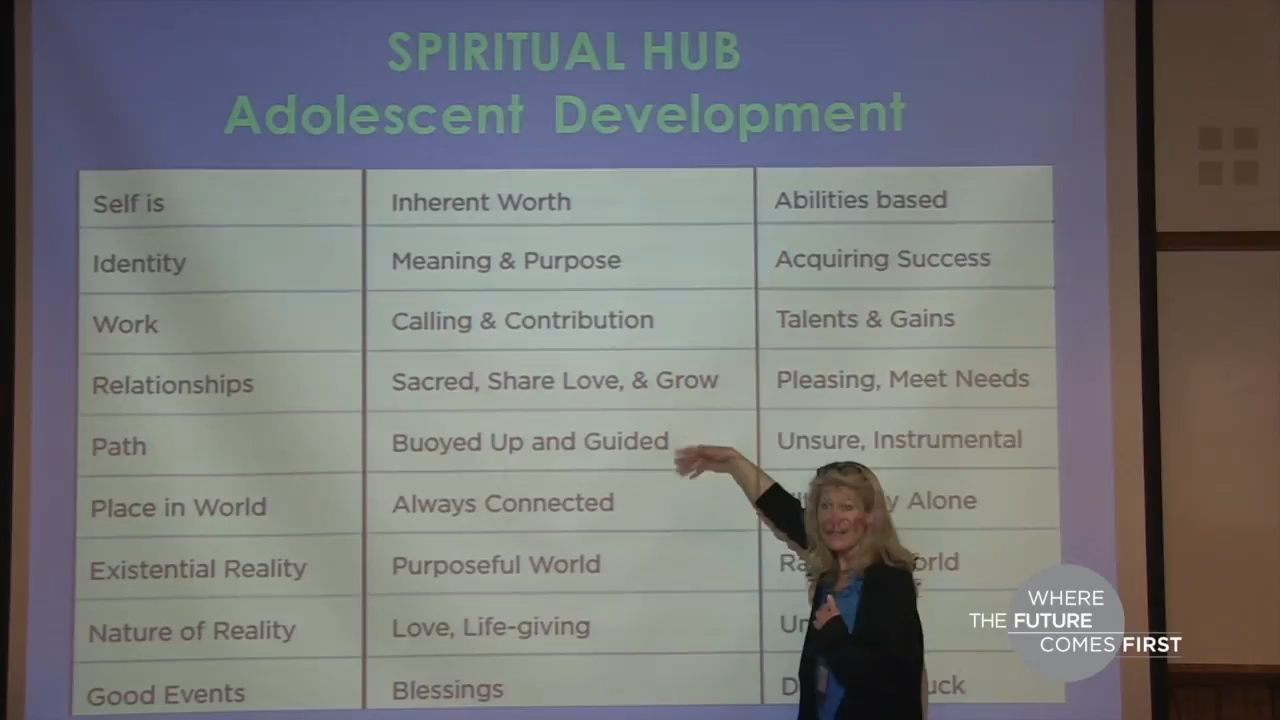 SPIRITUAL HUB
Adolescent Development
Self is Inherent Worth Abilities based
Identity Meaning & Purpose Acquiring Success
Work Calling & Contribution Talents & Gains
Relationships Sacred, Share Love, & Grow Pleasing, Meet Needs
Path Buoyed Up and Guided Unsure, Instrumental
Place in World Always Connected Alone
Existential Reality Purposeful World
Nature of Reality Love, Life-giving
Good Events Blessings
WHERE
THE FUTURE
COMES FIRST